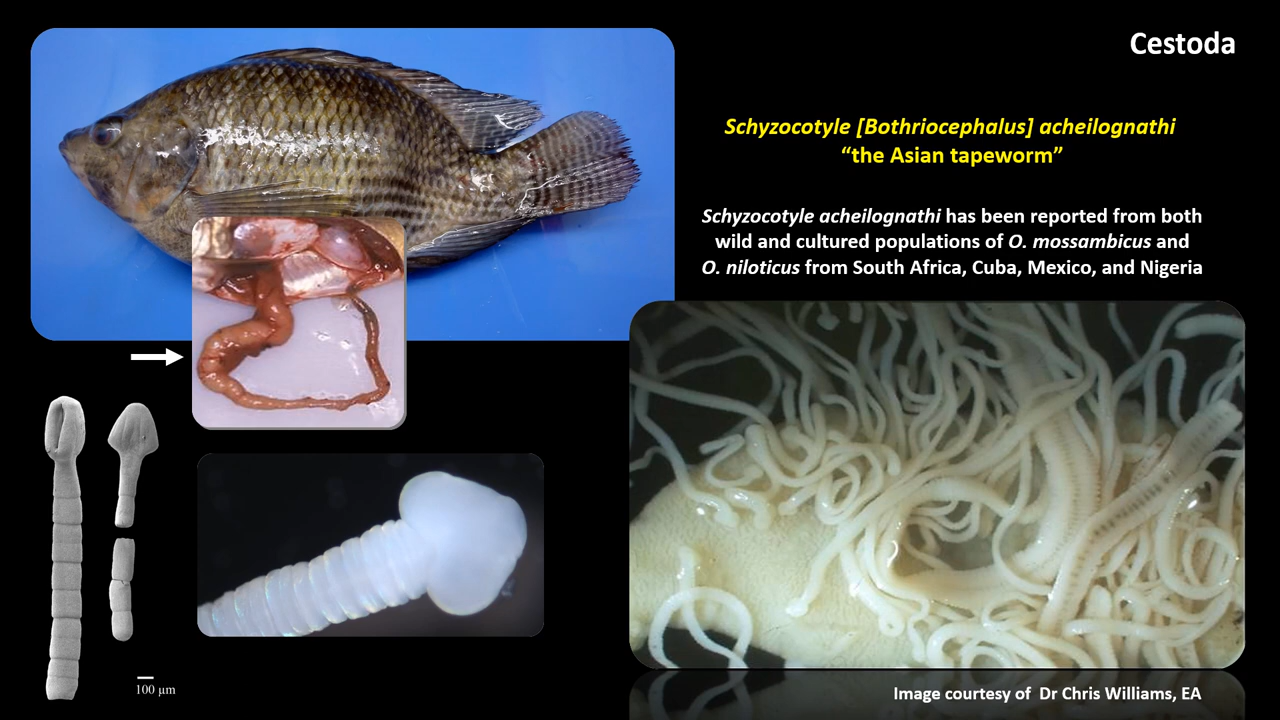 Cestoda
Schyzocotyle [Bothriocephalus] acheilognathi
“the Asian tapeworm”
Schyzocotyle acheilognathi has been reported from both
wild and cultured populations of O. mossambicus and
O. niloticus from South Africa, Cuba, Mexico, and Nigeria
100 µm
Image courtesy of Dr Chris Williams, EA